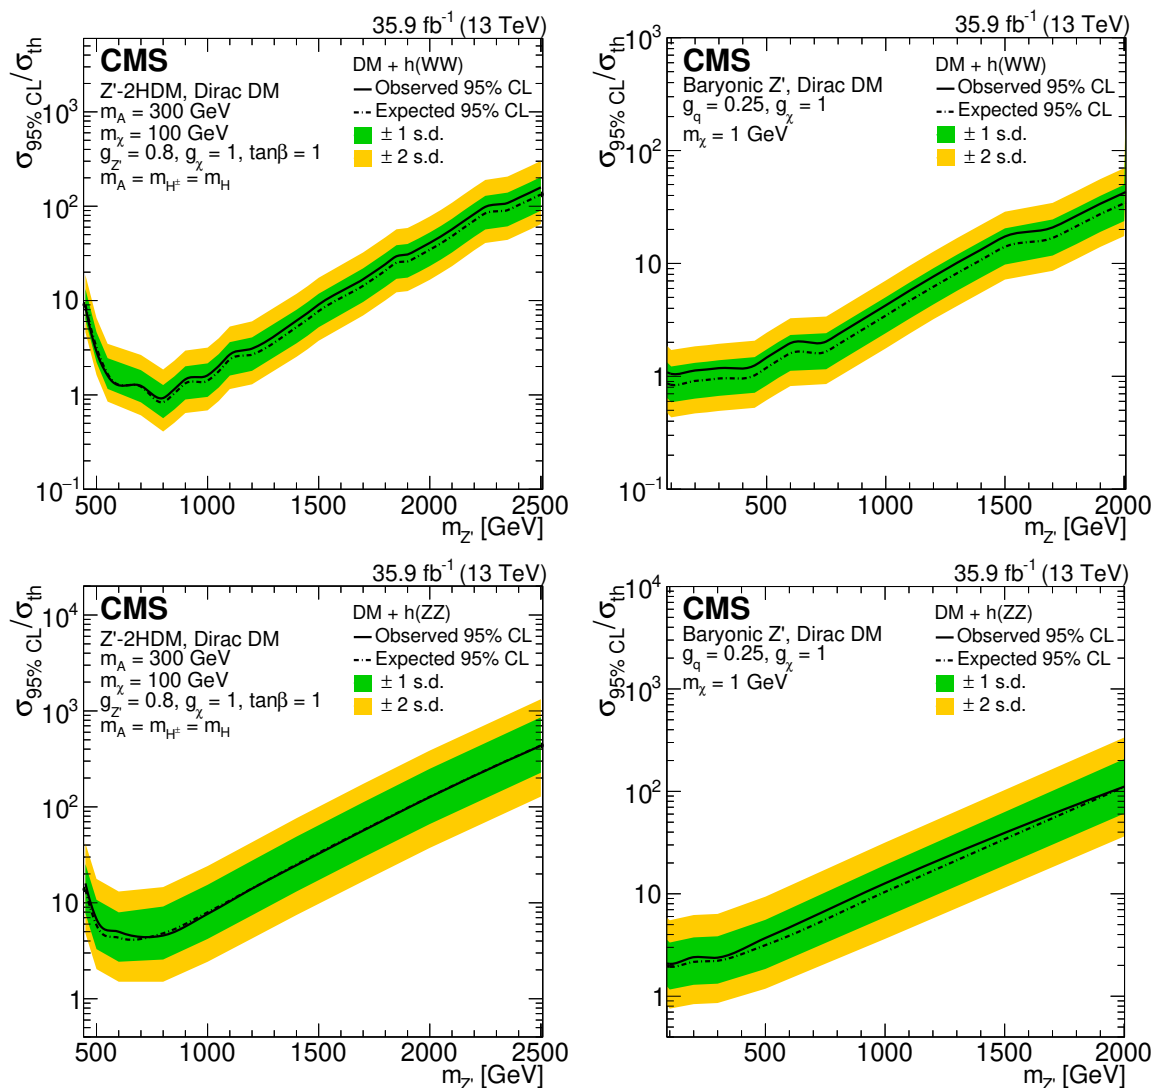 35.9 fb⁻¹ (13 TeV)
σ95% CL/σth
CMS
Z'-2HDM, Dirac DM
mA = 300 GeV
mχ = 100 GeV
gZ' = 0.8, gχ = 1, tanβ = 1
mA = mH± = mH
DM + h(WW)
Observed 95% CL
Expected 95% CL
± 1 s.d.
± 2 s.d.
10³
10²
10
1
10⁻¹
500 1000 1500 2000 2500
mZ' [GeV]
35.9 fb⁻¹ (13 TeV)
σ95% CL/σth
CMS
Baryonic Z', Dirac DM
gq = 0.25, gχ = 1
mχ = 1 GeV
DM + h(WW)
Observed 95% CL
Expected 95% CL
± 1 s.d.
± 2 s.d.
10³
10²
10
1
10⁻¹
500 1000 1500 2000
mZ' [GeV]
35.9 fb⁻¹ (13 TeV)
σ95% CL/σth
CMS
Z'-2HDM, Dirac DM
mA = 300 GeV
mχ = 100 GeV
gZ' = 0.8, gχ = 1, tanβ = 1
mA = mH± = mH
DM + h(ZZ)
Observed 95% CL
Expected 95% CL
± 1 s.d.
± 2 s.d.
10⁴
10³
10²
10
1
500 1000 1500 2000 2500
mZ' [GeV]
35.9 fb⁻¹ (13 TeV)
σ95% CL/σth
CMS
Baryonic Z', Dirac DM
gq = 0.25, gχ = 1
mχ = 1 GeV
DM + h(ZZ)
Observed 95% CL
Expected 95% CL
± 1 s.d.
± 2 s.d.
10⁴
10³
10²
10
1
500 1000 1500 2000
mZ' [GeV]